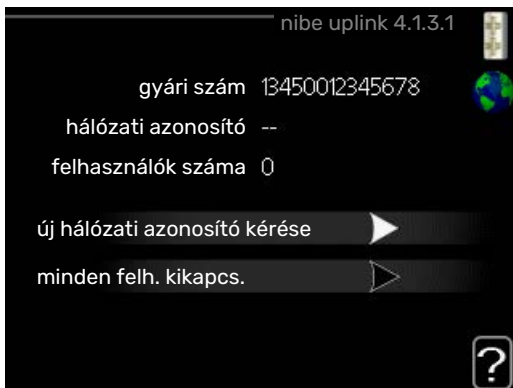 nibe uplink 4.1.3.1
gyári szám 13450012345678
hálózati azonosító --
felhasználók száma 0
új hálózati azonosító kérése
minden felh. kikapcs.
?